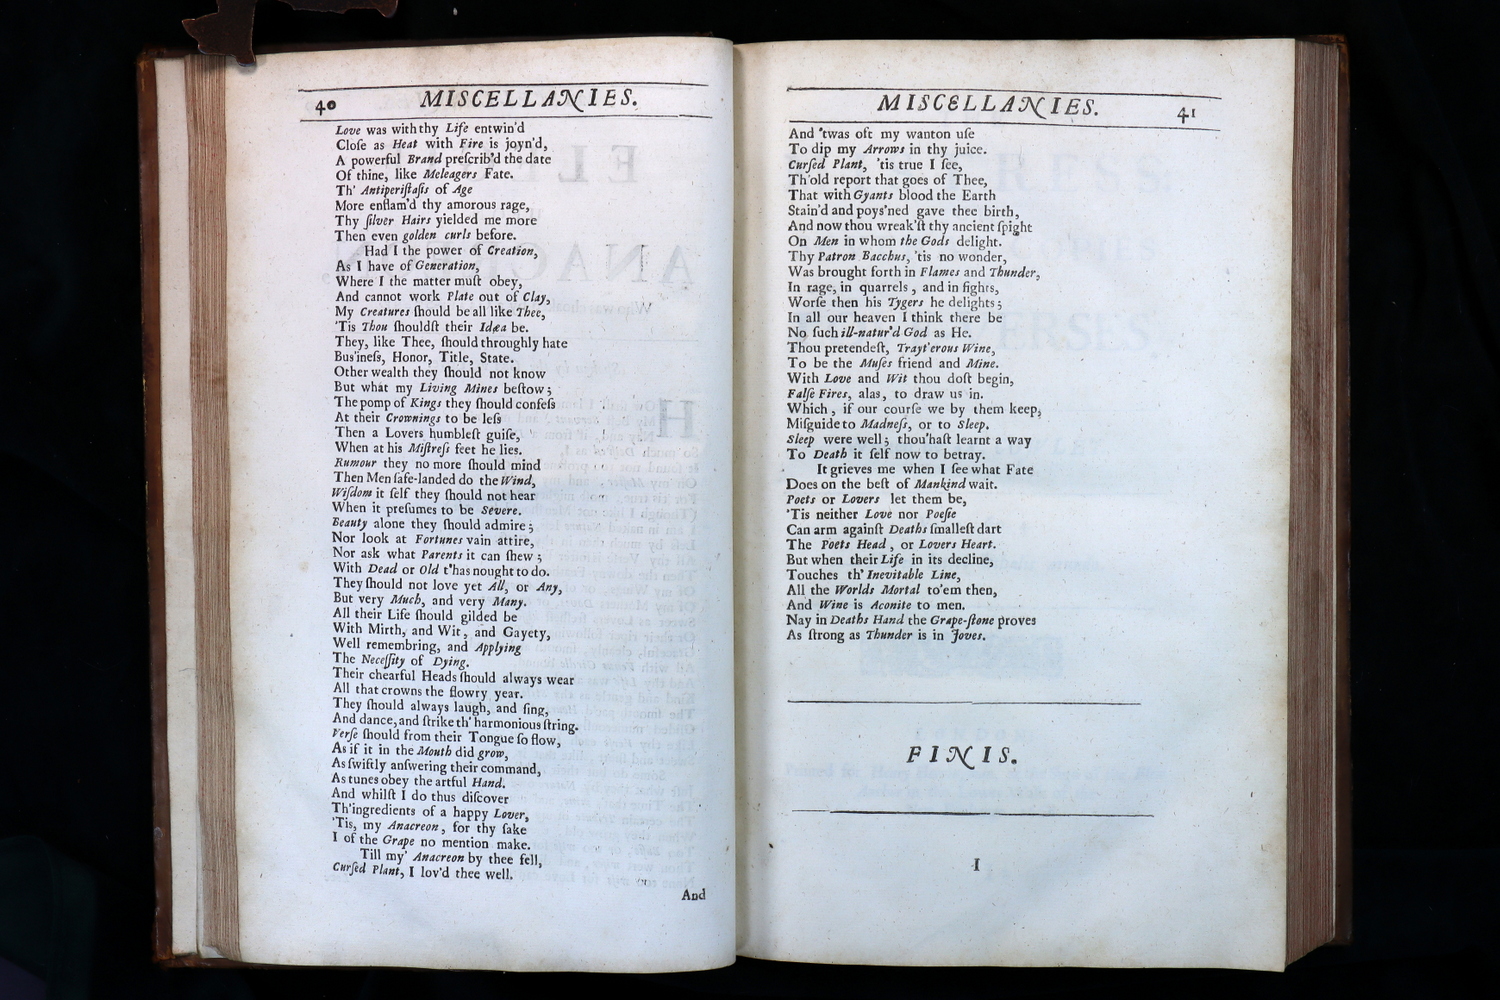 40 MISCELLANIES.
Love was with thy Life entwin'd
Cloſe as Heat with Fire is joyn'd,
A powerful Brand preſcrib'd the date
Of thine, like Meleagers Fate.
Th' Antiperiſtaſis of Age
More enflam'd thy amorous rage,
Thy ſilver Hairs yielded me more
Then even golden curls before.
Had I the power of Creation,
As I have of Generation,
Where I the matter muſt obey,
And cannot work Plate out of Clay,
My Creatures ſhould be all like Thee,
'Tis Thou ſhouldſt their Idæa be.
They, like Thee, ſhould throughly hate
Buſ'ineſs, Honor, Title, State.
Other wealth they ſhould not know
But what my Living Mines beſtow;
The pomp of Kings they ſhould confeſs
At their Crownings to be leſs
Then a Lovers humbleſt guiſe,
When at his Miſtreſs feet he lies.
Rumour they no more ſhould mind
Then Men ſafe-landed do the Wind,
Wiſdom it ſelf they ſhould not hear
When it preſumes to be Severe.
Beauty alone they ſhould admire;
Nor look at Fortunes vain attire,
Nor ask what Parents it can ſhew;
With Dead or Old t'has nought to do.
They ſhould not love yet All, or Any,
But very Much, and very Many.
All their Life ſhould gilded be
With Mirth, and Wit, and Gayety,
Well remembring, and Applying
The Neceſſity of Dying.
Their chearful Heads ſhould always wear
All that crowns the flowry year.
They ſhould always laugh, and ſing,
And dance, and ſtrike th' harmonious ſtring.
Verſe ſhould from their Tongue ſo flow,
As if it in the Mouth did grow,
As ſwiftly anſwering their command,
As tunes obey the artful Hand.
And whilſt I do thus diſcover
Th'ingredients of a happy Lover,
'Tis, my Anacreon, for thy ſake
I of the Grape no mention make.
Till my' Anacreon by thee fell,
Curſed Plant, I lov'd thee well.
And
MISCELLANIES. 41
And 'twas oft my wanton uſe
To dip my Arrows in thy juice.
Curſed Plant, 'tis true I ſee,
Th'old report that goes of Thee,
That with Gyants blood the Earth
Stain'd and poys'ned gave thee birth,
And now thou wreak'ſt thy ancient ſpight
On Men in whom the Gods delight.
Thy Patron Bacchus, 'tis no wonder,
Was brought forth in Flames and Thunder,
In rage, in quarrels, and in fights,
Worſe then his Tygers he delights;
In all our heaven I think there be
No ſuch ill-natur'd God as He.
Thou pretendeſt, Trayt'erous Wine,
To be the Muſes friend and Mine.
With Love and Wit thou doſt begin,
Falſe Fires, alas, to draw us in.
Which, if our courſe we by them keep,
Miſguide to Madneſs, or to Sleep.
Sleep were well; thou'haſt learnt a way
To Death it ſelf now to betray.
It grieves me when I ſee what Fate
Does on the beſt of Mankind wait.
Poets or Lovers let them be,
'Tis neither Love nor Poeſie
Can arm againſt Deaths ſmalleſt dart
The Poets Head, or Lovers Heart.
But when their Life in its decline,
Touches th' Inevitable Line,
All the Worlds Mortal to'em then,
And Wine is Aconite to men.
Nay in Deaths Hand the Grape-ſtone proves
As ſtrong as Thunder is in Joves.
FINIS.
I